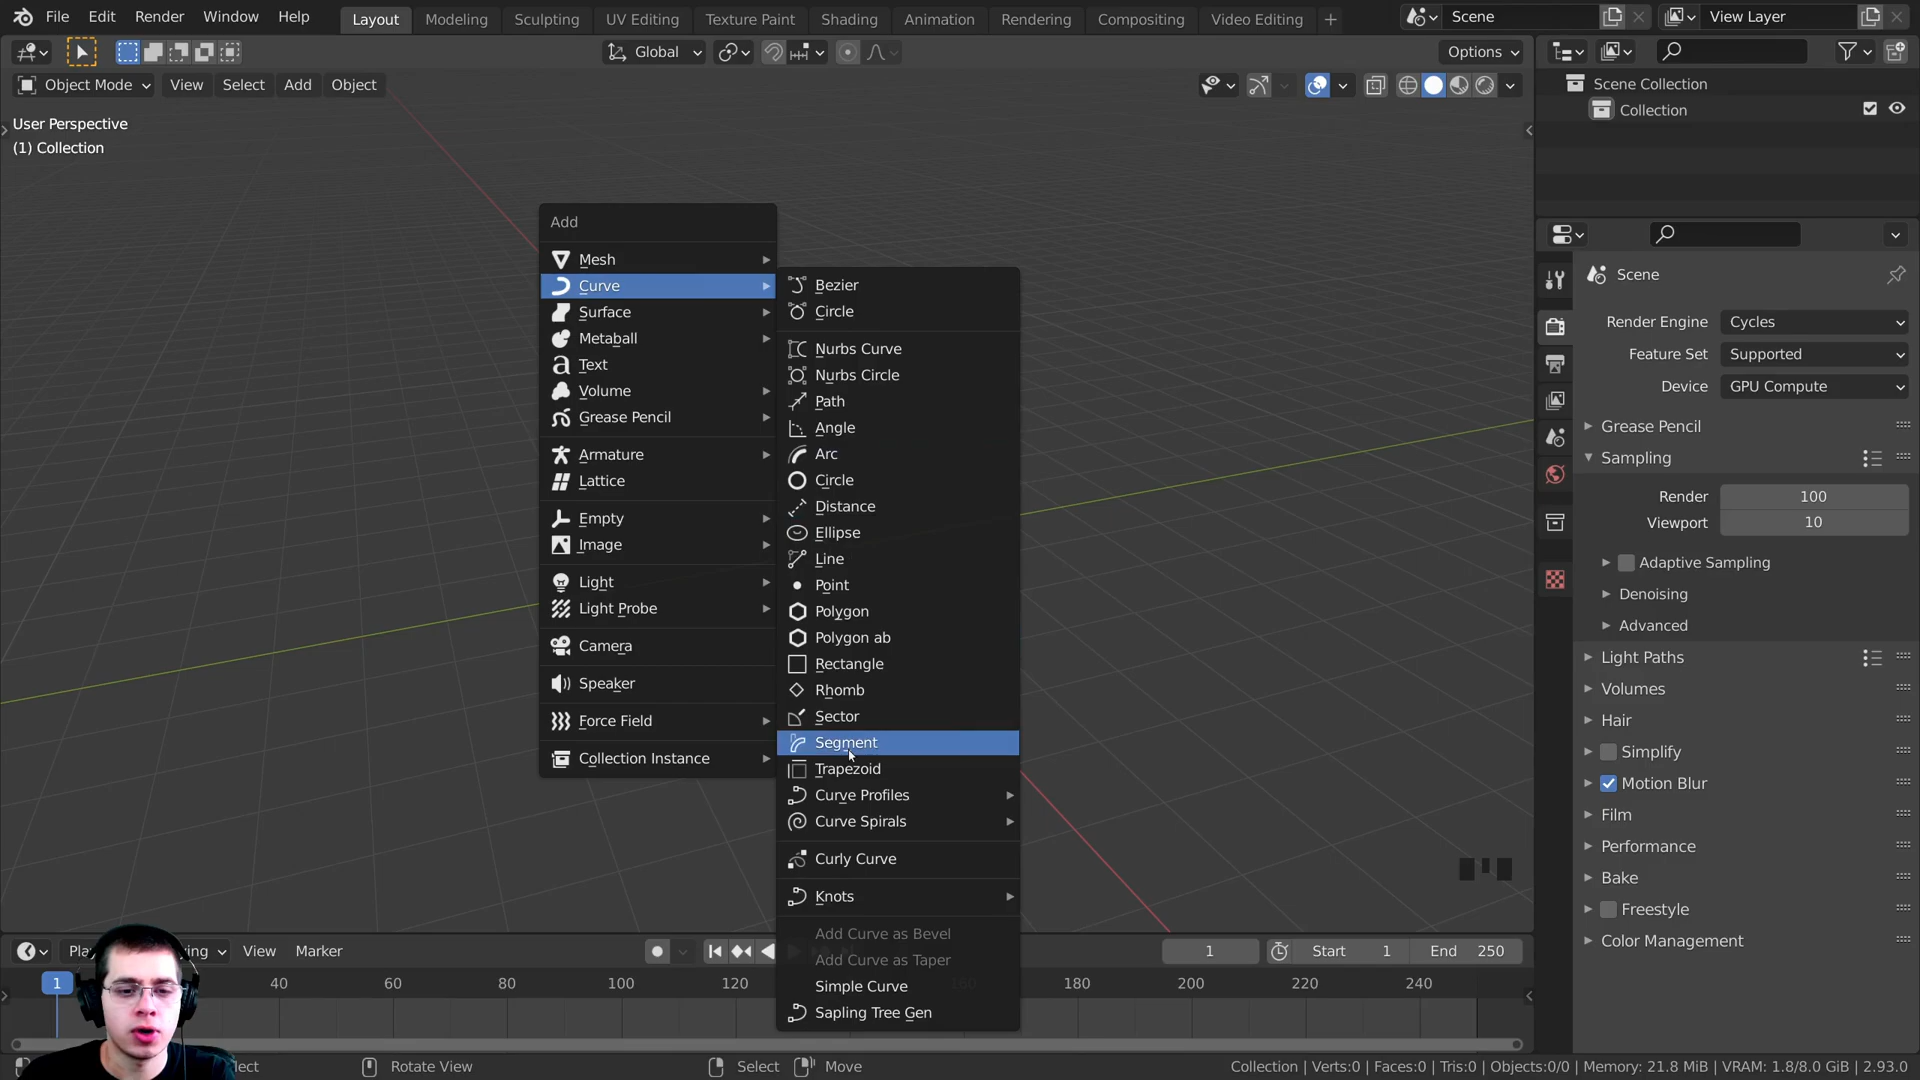 File Edit Render Window Help Layout Modeling Sculpting UV Editing Texture Paint Shading Animation Rendering Compositing Video Editing + Scene View Layer
Global Options
Object Mode View Select Add Object
User Perspective
(1) Collection
Add
Mesh
Curve
Surface
Metaball
Text
Volume
Grease Pencil
Armature
Lattice
Empty
Image
Light
Light Probe
Camera
Speaker
Force Field
Collection Instance
Bezier
Circle
Nurbs Curve
Nurbs Circle
Path
Angle
Arc
Circle
Distance
Ellipse
Line
Point
Polygon
Polygon ab
Rectangle
Rhomb
Sector
Segment
Trapezoid
Curve Profiles
Curve Spirals
Curly Curve
Knots
Add Curve as Bevel
Add Curve as Taper
Simple Curve
Sapling Tree Gen
Scene Collection
Collection
Scene
Render Engine Cycles
Feature Set Supported
Device GPU Compute
Grease Pencil
Sampling
Render 100
Viewport 10
Adaptive Sampling
Denoising
Advanced
Light Paths
Volumes
Hair
Simplify
Motion Blur
Film
Performance
Bake
Freestyle
Color Management
View Marker 1 Start 1 End 250
1 40 60 80 100 120 160 180 200 220 240
Rotate View Select Move Collection | Verts:0 | Faces:0 | Tris:0 | Objects:0/0 | Memory: 21.8 MiB | VRAM: 1.8/8.0 GiB | 2.93.0